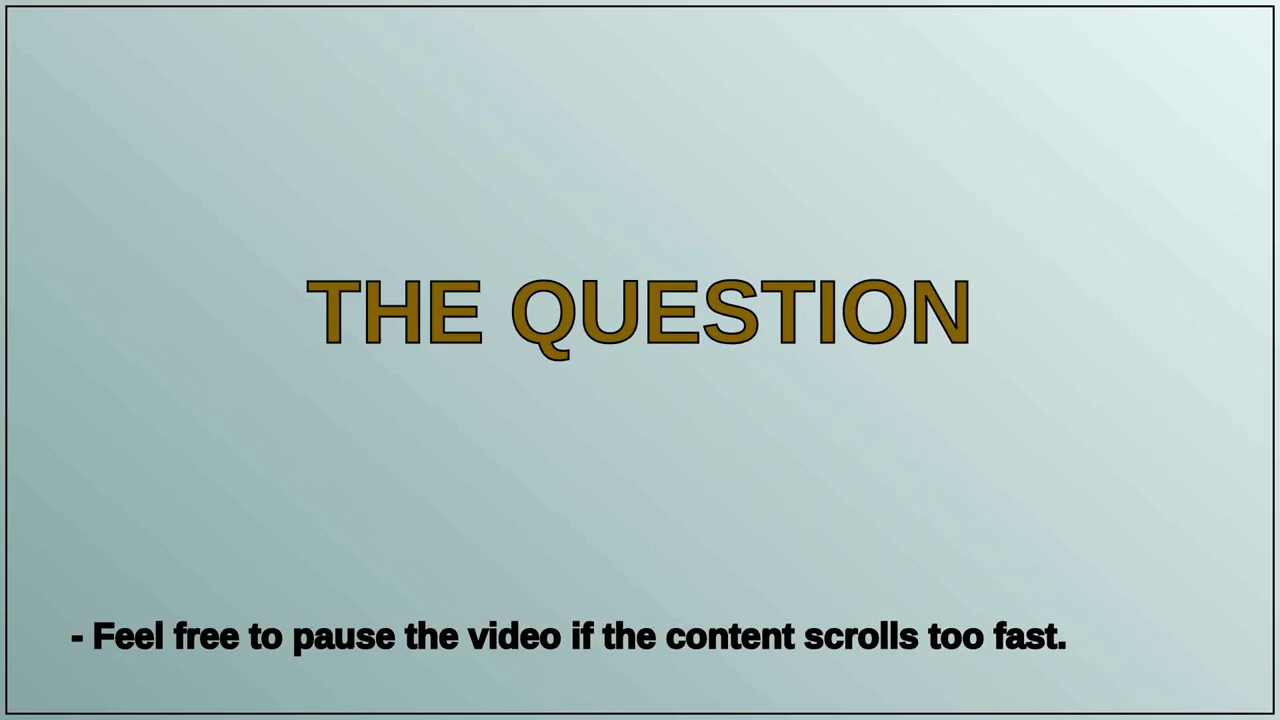 THE QUESTION
- Feel free to pause the video if the content scrolls too fast.